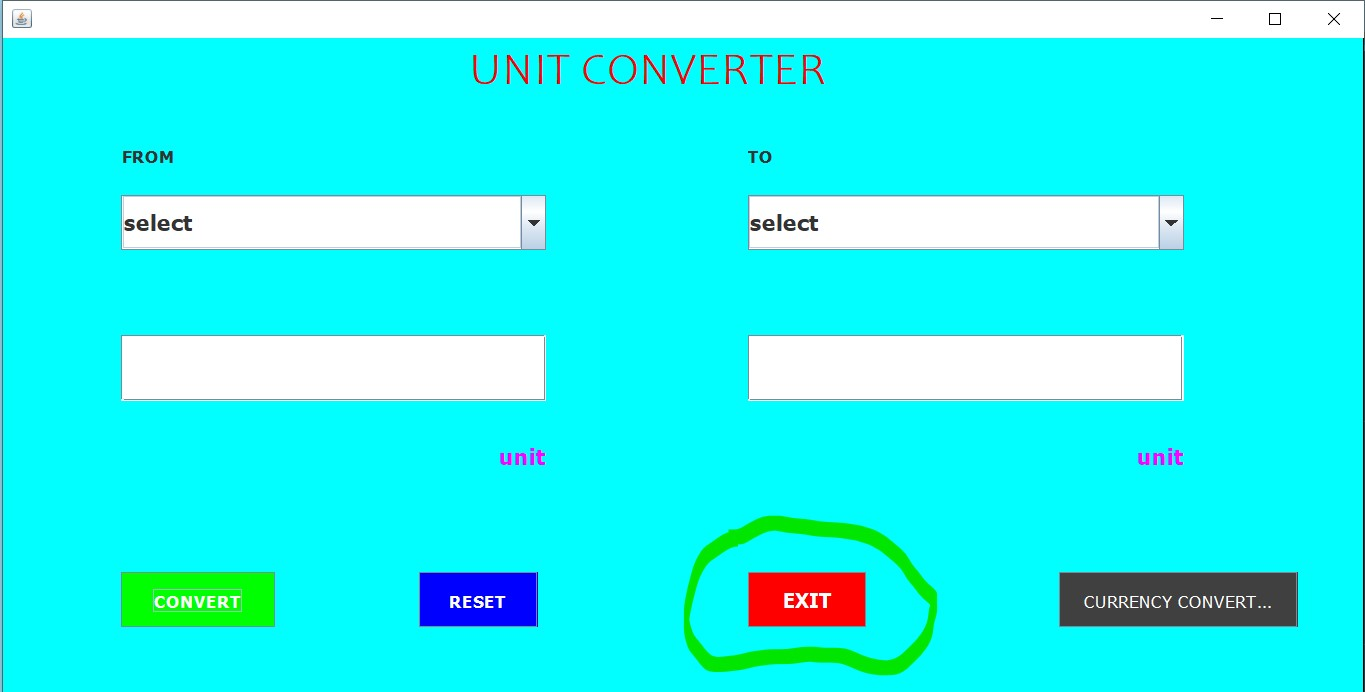 UNIT CONVERTER
FROM
TO
select
select
unit
unit
CONVERT
RESET
EXIT
CURRENCY CONVERT...